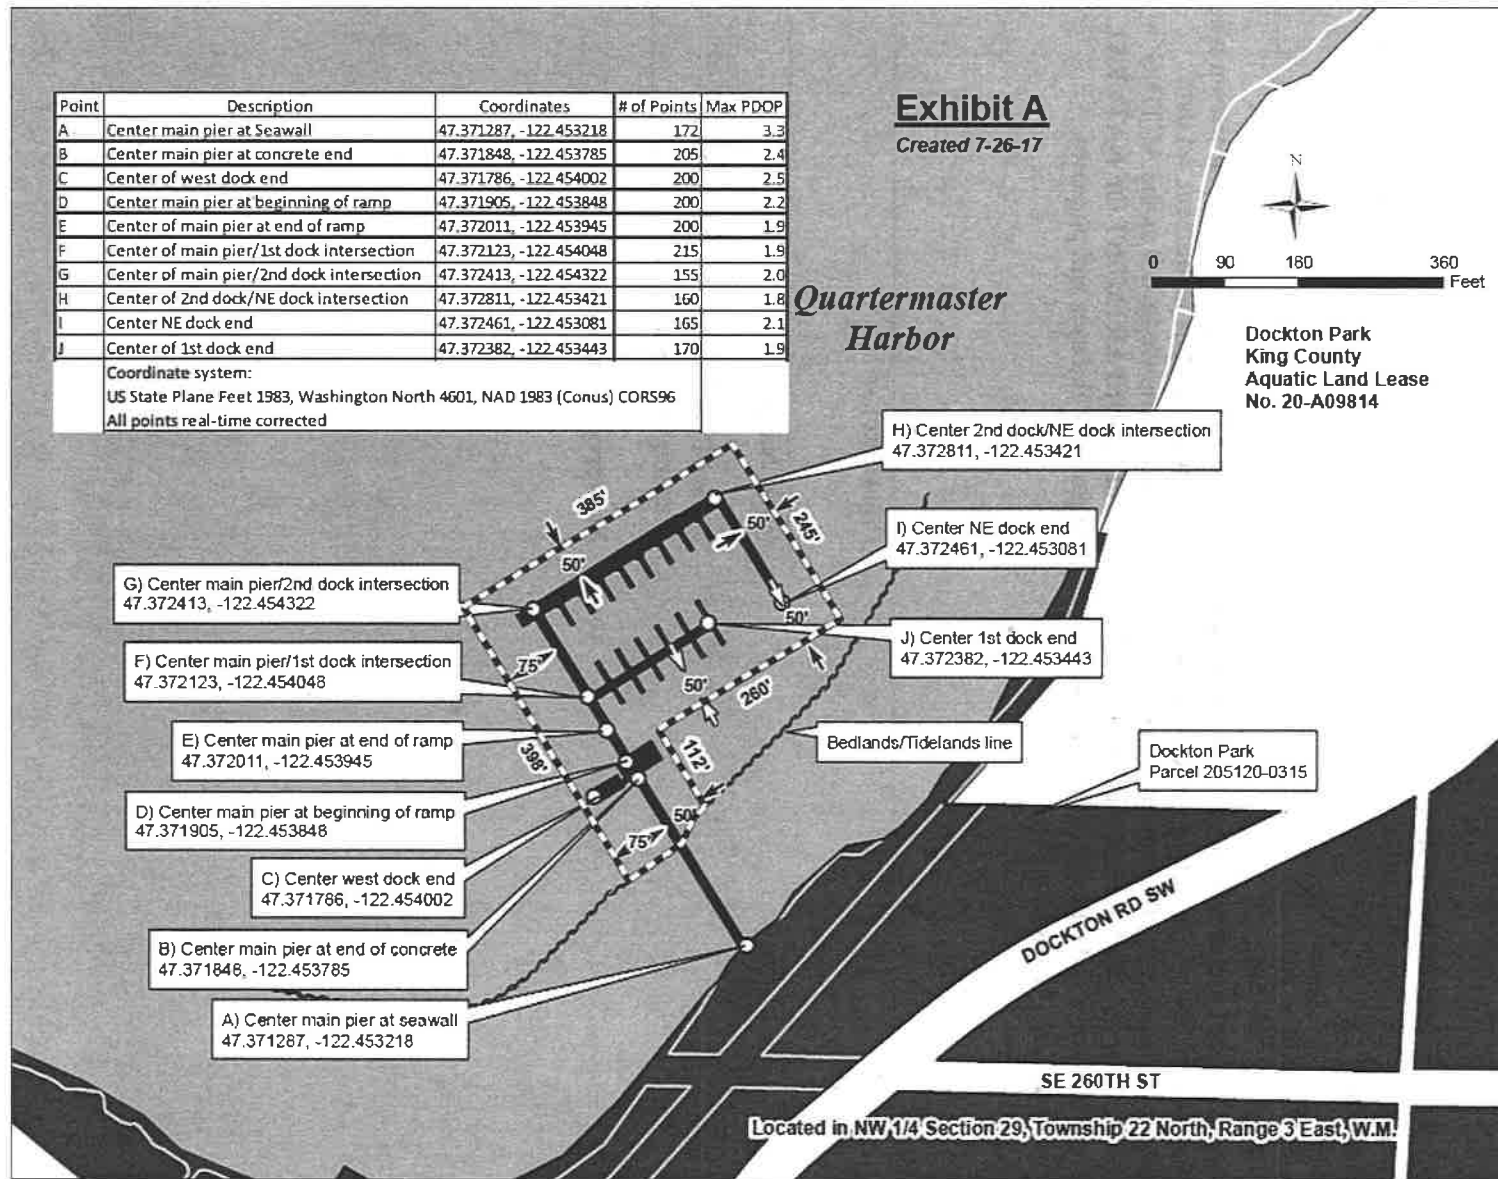 Exhibit A
Created 7-26-17
Point Description Coordinates # of Points Max PDOP
A Center main pier at Seawall 47.371287, -122.453218 172 3.3
B Center main pier at concrete end 47.371848, -122.453785 205 2.4
C Center of west dock end 47.371786, -122.454002 200 2.5
D Center main pier at beginning of ramp 47.371905, -122.453848 200 2.2
E Center of main pier at end of ramp 47.372011, -122.453945 200 1.9
F Center of main pier/1st dock intersection 47.372123, -122.454048 215 1.9
G Center of main pier/2nd dock intersection 47.372413, -122.454322 155 2.0
H Center of 2nd dock/NE dock intersection 47.372811, -122.453421 160 1.8
I Center NE dock end 47.372461, -122.453081 165 2.1
J Center of 1st dock end 47.372382, -122.453443 170 1.9
Coordinate system:
US State Plane Feet 1983, Washington North 4601, NAD 1983 (Conus) CORS96
All points real-time corrected
N
0 90 180 360
Feet
Quartermaster
Harbor
Dockton Park
King County
Aquatic Land Lease
No. 20-A09814
H) Center 2nd dock/NE dock intersection
47.372811, -122.453421
385'
245'
50'
50'
I) Center NE dock end
47.372461, -122.453081
G) Center main pier/2nd dock intersection
47.372413, -122.454322
50'
J) Center 1st dock end
47.372382, -122.453443
F) Center main pier/1st dock intersection
47.372123, -122.454048
75'
50'
260'
E) Center main pier at end of ramp
47.372011, -122.453945
398'
112'
Bedlands/Tidelands line
Dockton Park
Parcel 205120-0315
D) Center main pier at beginning of ramp
47.371905, -122.453848
50'
75'
C) Center west dock end
47.371786, -122.454002
B) Center main pier at end of concrete
47.371848, -122.453785
A) Center main pier at seawall
47.371287, -122.453218
DOCKTON RD SW
SE 260TH ST
Located in NW 1/4 Section 29, Township 22 North, Range 3 East, W.M.